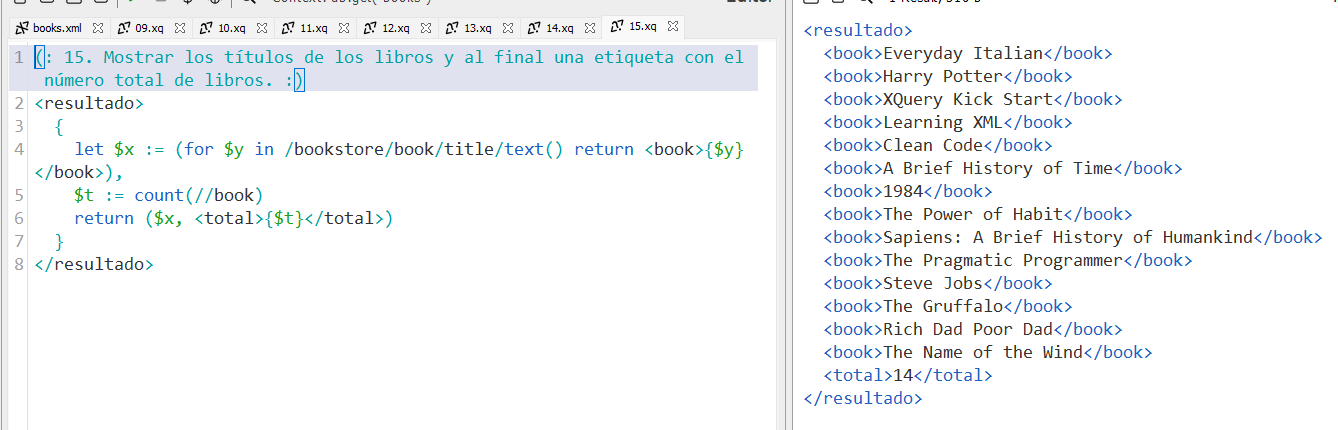 books.xml 09.xq 10.xq 11.xq 12.xq 13.xq 14.xq 15.xq
1 (: 15. Mostrar los títulos de los libros y al final una etiqueta con el
número total de libros. :)
2 <resultado>
3 {
4 let $x := (for $y in /bookstore/book/title/text() return <book>{$y}
</book>),
5 $t := count(//book)
6 return ($x, <total>{$t}</total>)
7 }
8 </resultado>
<resultado>
<book>Everyday Italian</book>
<book>Harry Potter</book>
<book>XQuery Kick Start</book>
<book>Learning XML</book>
<book>Clean Code</book>
<book>A Brief History of Time</book>
<book>1984</book>
<book>The Power of Habit</book>
<book>Sapiens: A Brief History of Humankind</book>
<book>The Pragmatic Programmer</book>
<book>Steve Jobs</book>
<book>The Gruffalo</book>
<book>Rich Dad Poor Dad</book>
<book>The Name of the Wind</book>
<total>14</total>
</resultado>